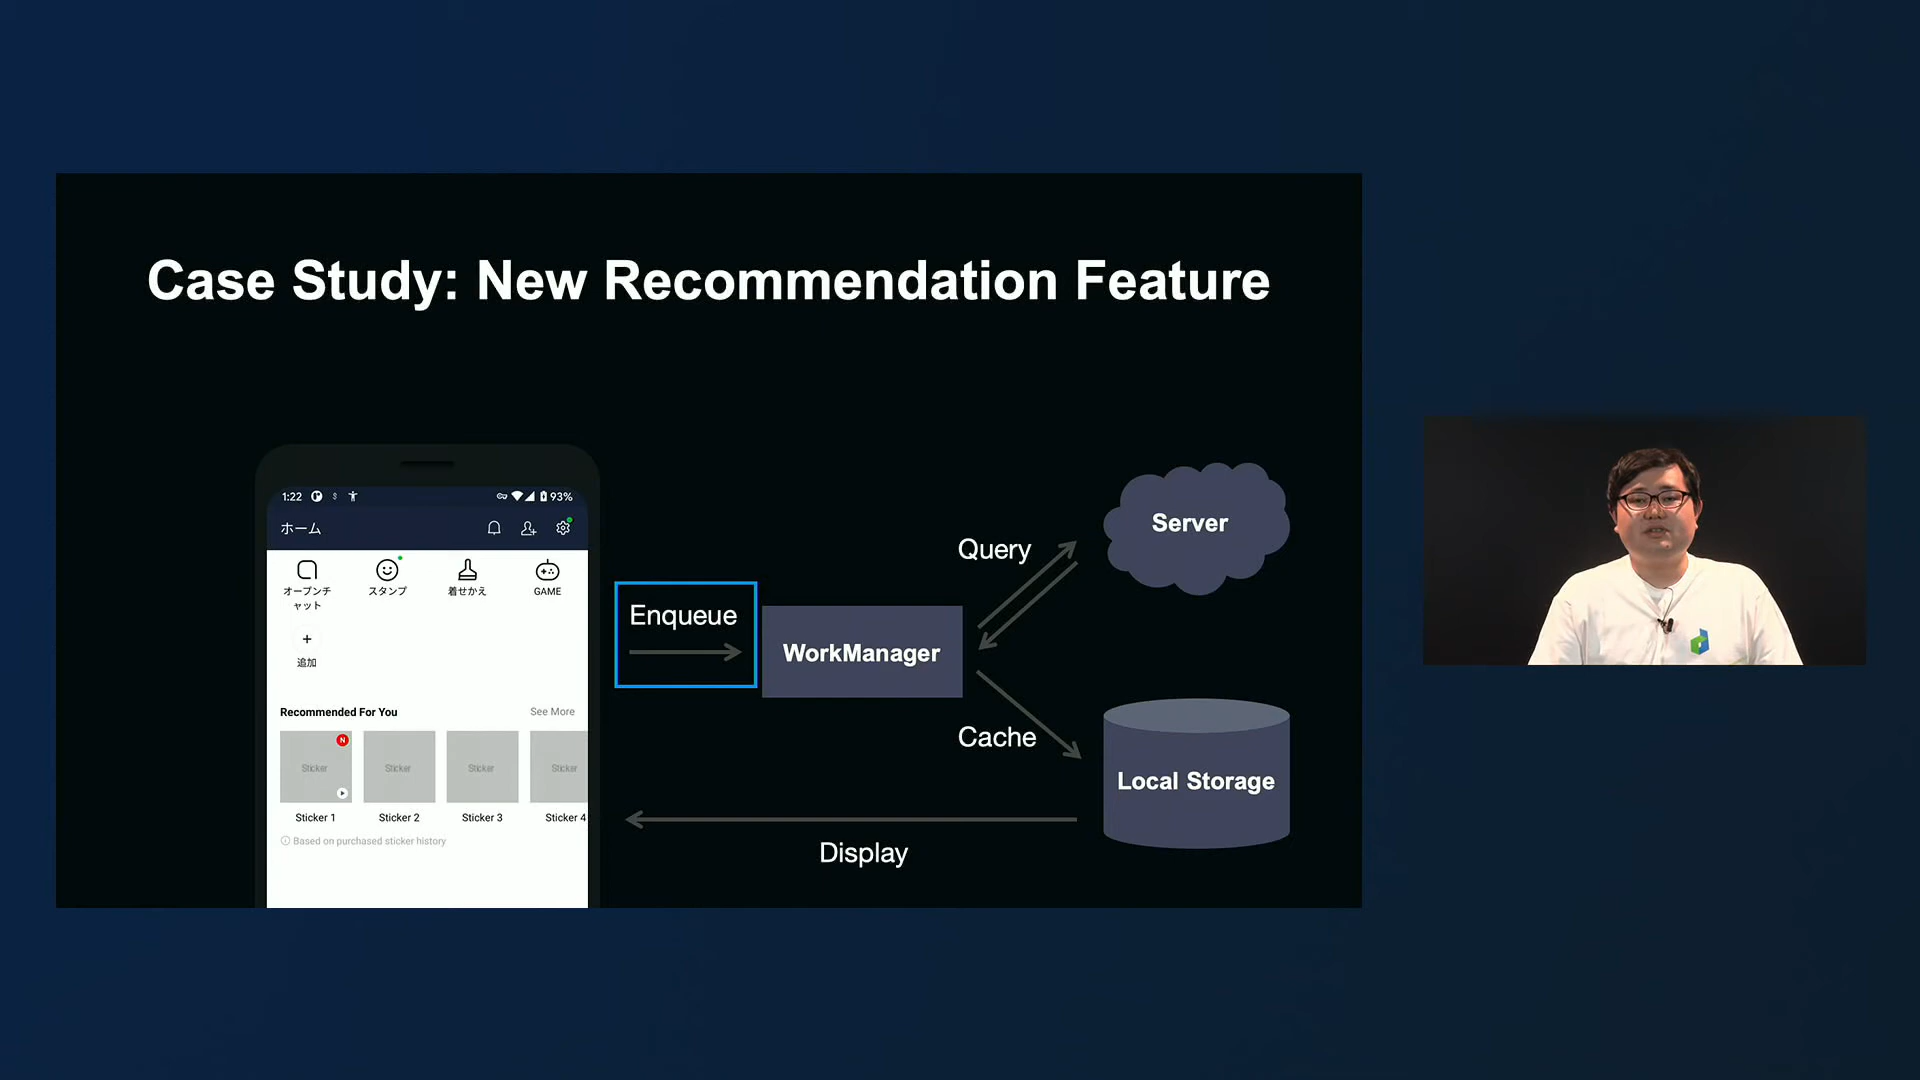 Case Study: New Recommendation Feature
1:22
93%
ホーム
オープンチ
ャット
スタンプ
着せかえ
GAME
追加
Recommended For You
See More
N
Sticker
Sticker
Sticker
Sticker
Sticker 1
Sticker 2
Sticker 3
Sticker 4
Based on purchased sticker history
Enqueue
WorkManager
Query
Server
Cache
Local Storage
Display